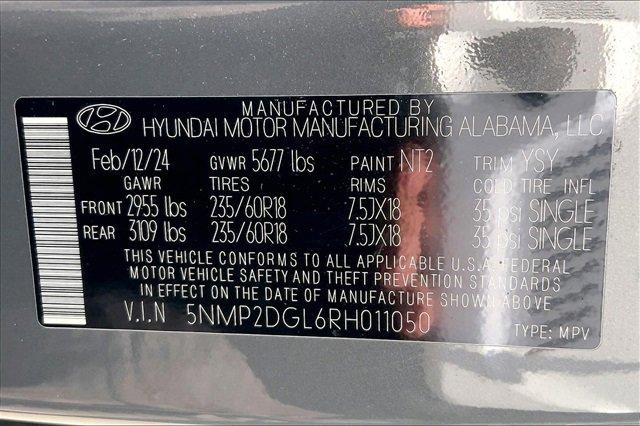 MANUFACTURED BY
HYUNDAI MOTOR MANUFACTURING ALABAMA, LLC
Feb/12/24 GVWR 5677 lbs PAINT NT2 TRIM YSY
GAWR TIRES RIMS COLD TIRE INFL
FRONT 2955 lbs 235/60R18 7.5JX18 35 psi SINGLE
REAR 3109 lbs 235/60R18 7.5JX18 35 psi SINGLE
THIS VEHICLE CONFORMS TO ALL APPLICABLE U.S.A. FEDERAL
MOTOR VEHICLE SAFETY AND THEFT PREVENTION STANDARDS
IN EFFECT ON THE DATE OF MANUFACTURE SHOWN ABOVE
V.I.N 5NMP2DGL6RH011050 TYPE: MPV